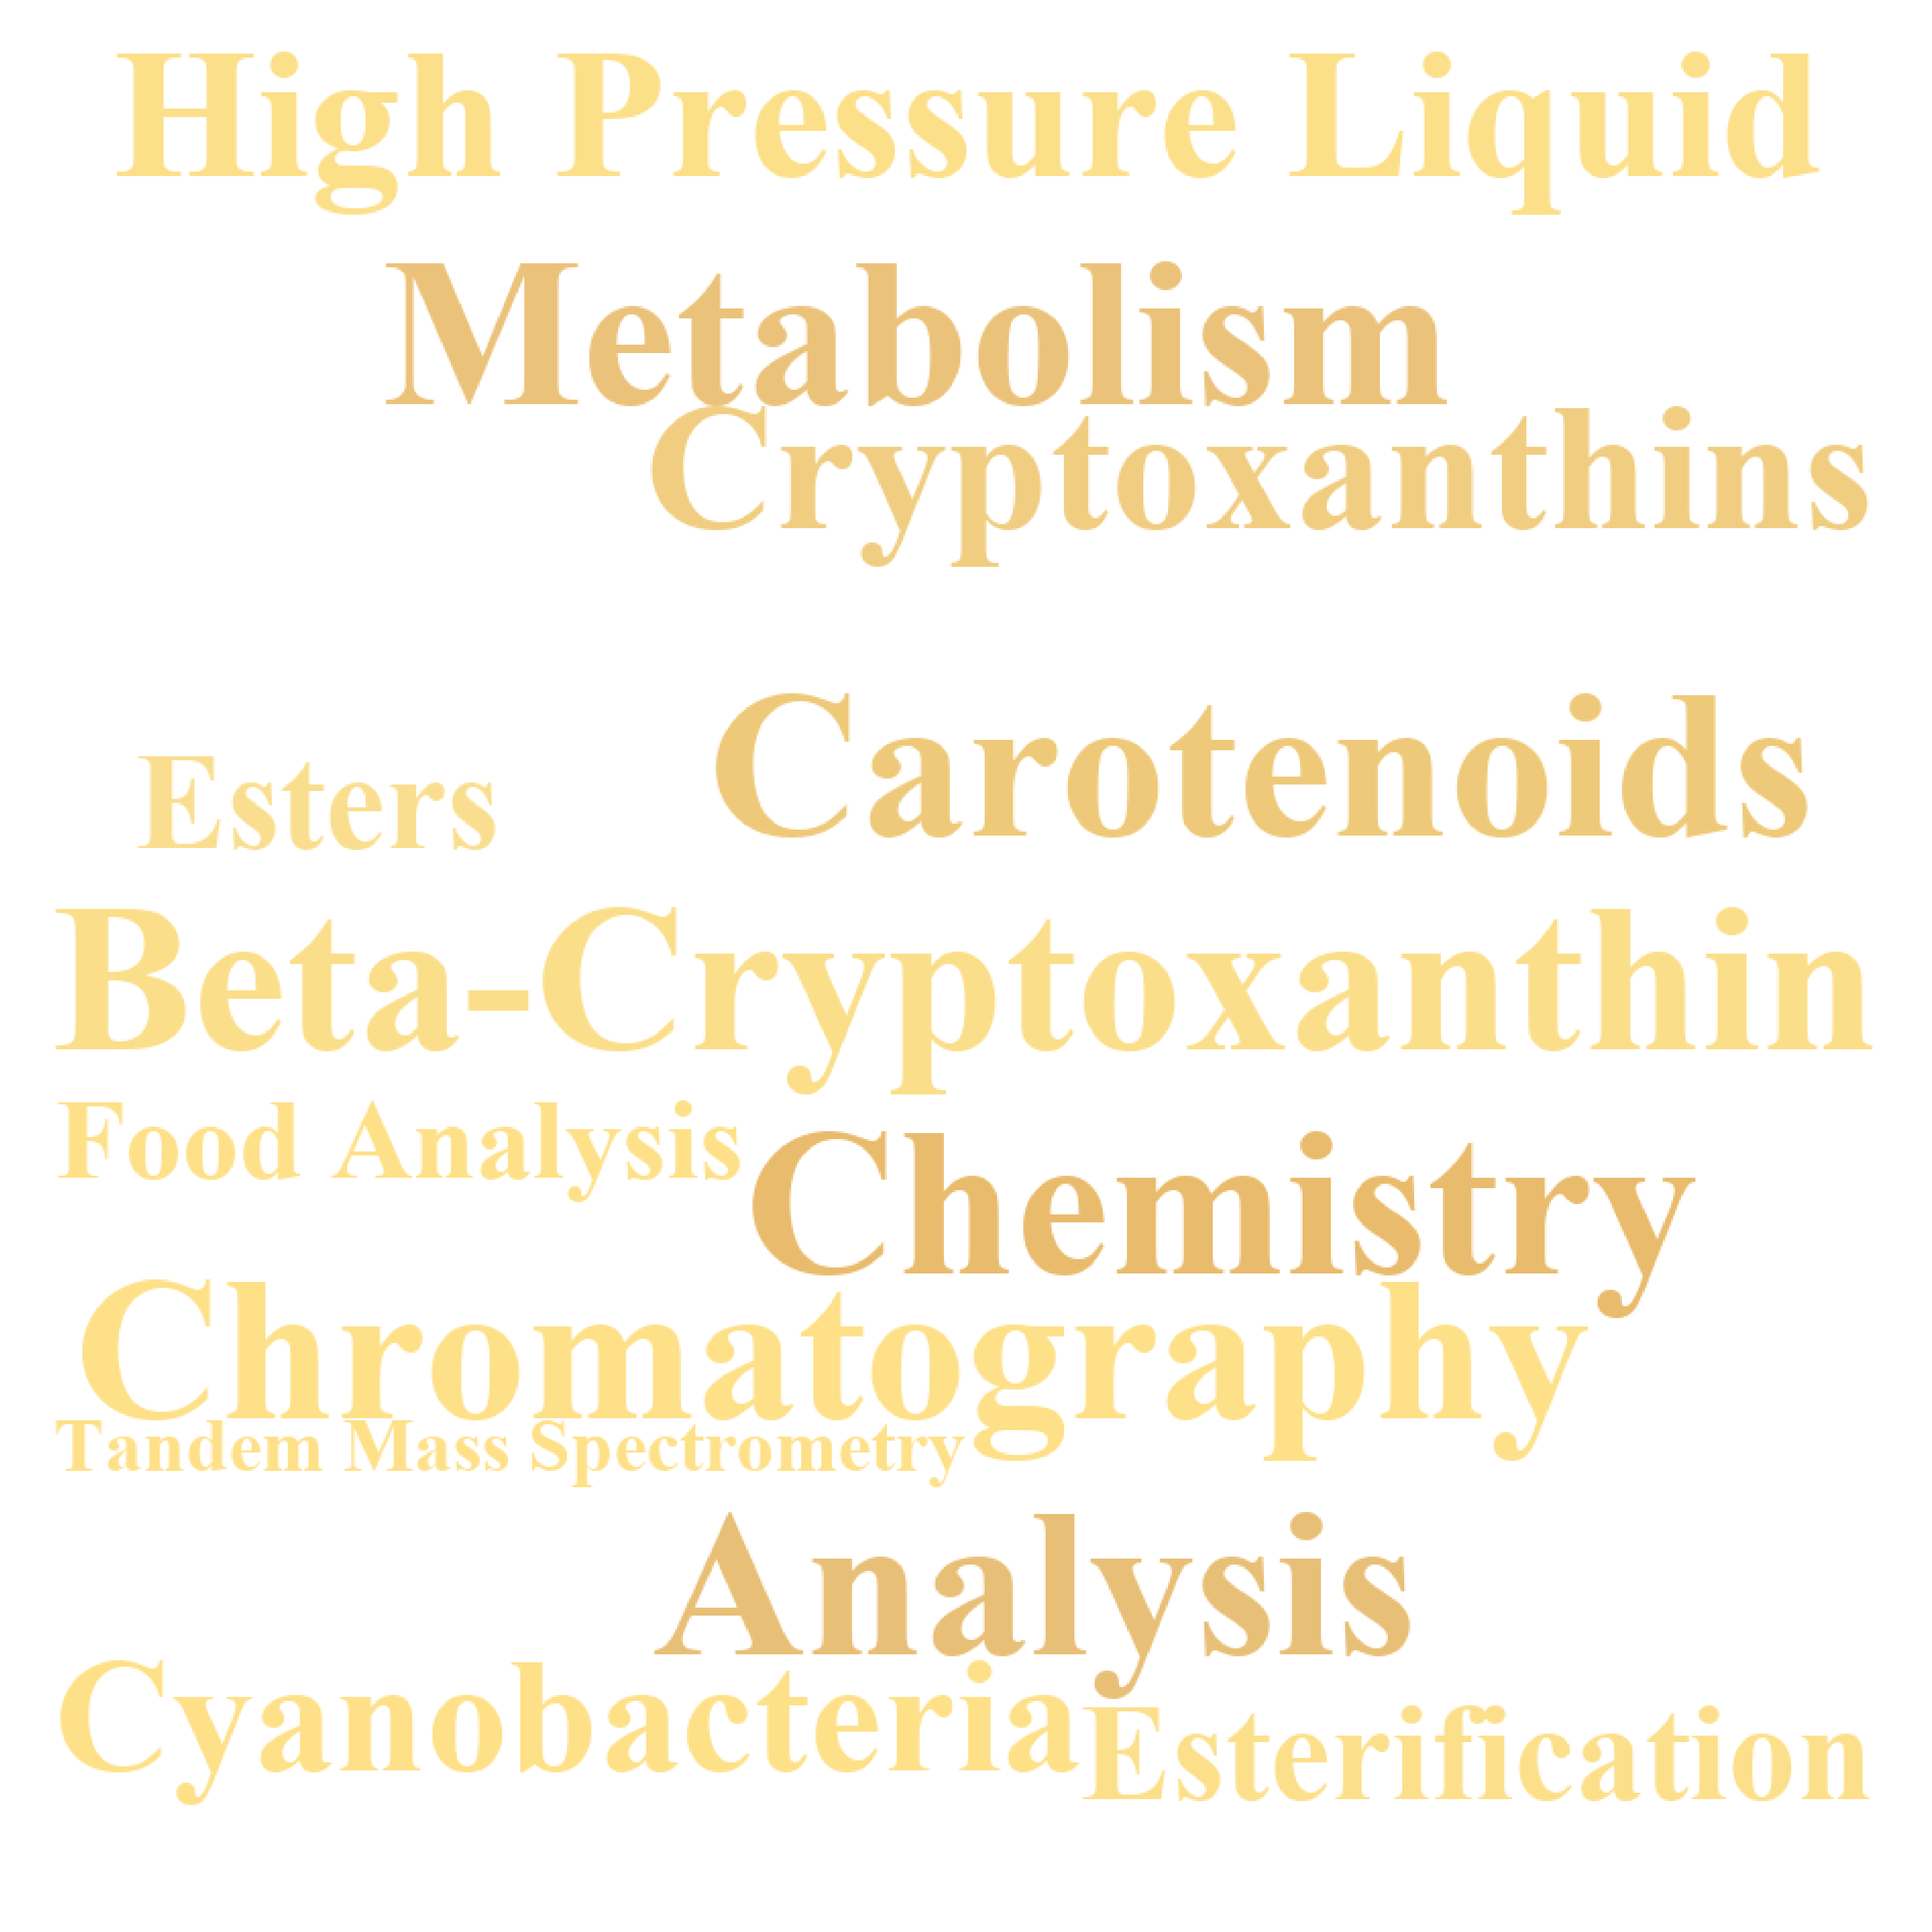 High Pressure Liquid
Metabolism
Cryptoxanthins
Carotenoids
Esters
Beta-Cryptoxanthin
Food Analysis
Chemistry
Chromatography
Tandem Mass Spectrometry
Analysis
Cyanobacteria
Esterification